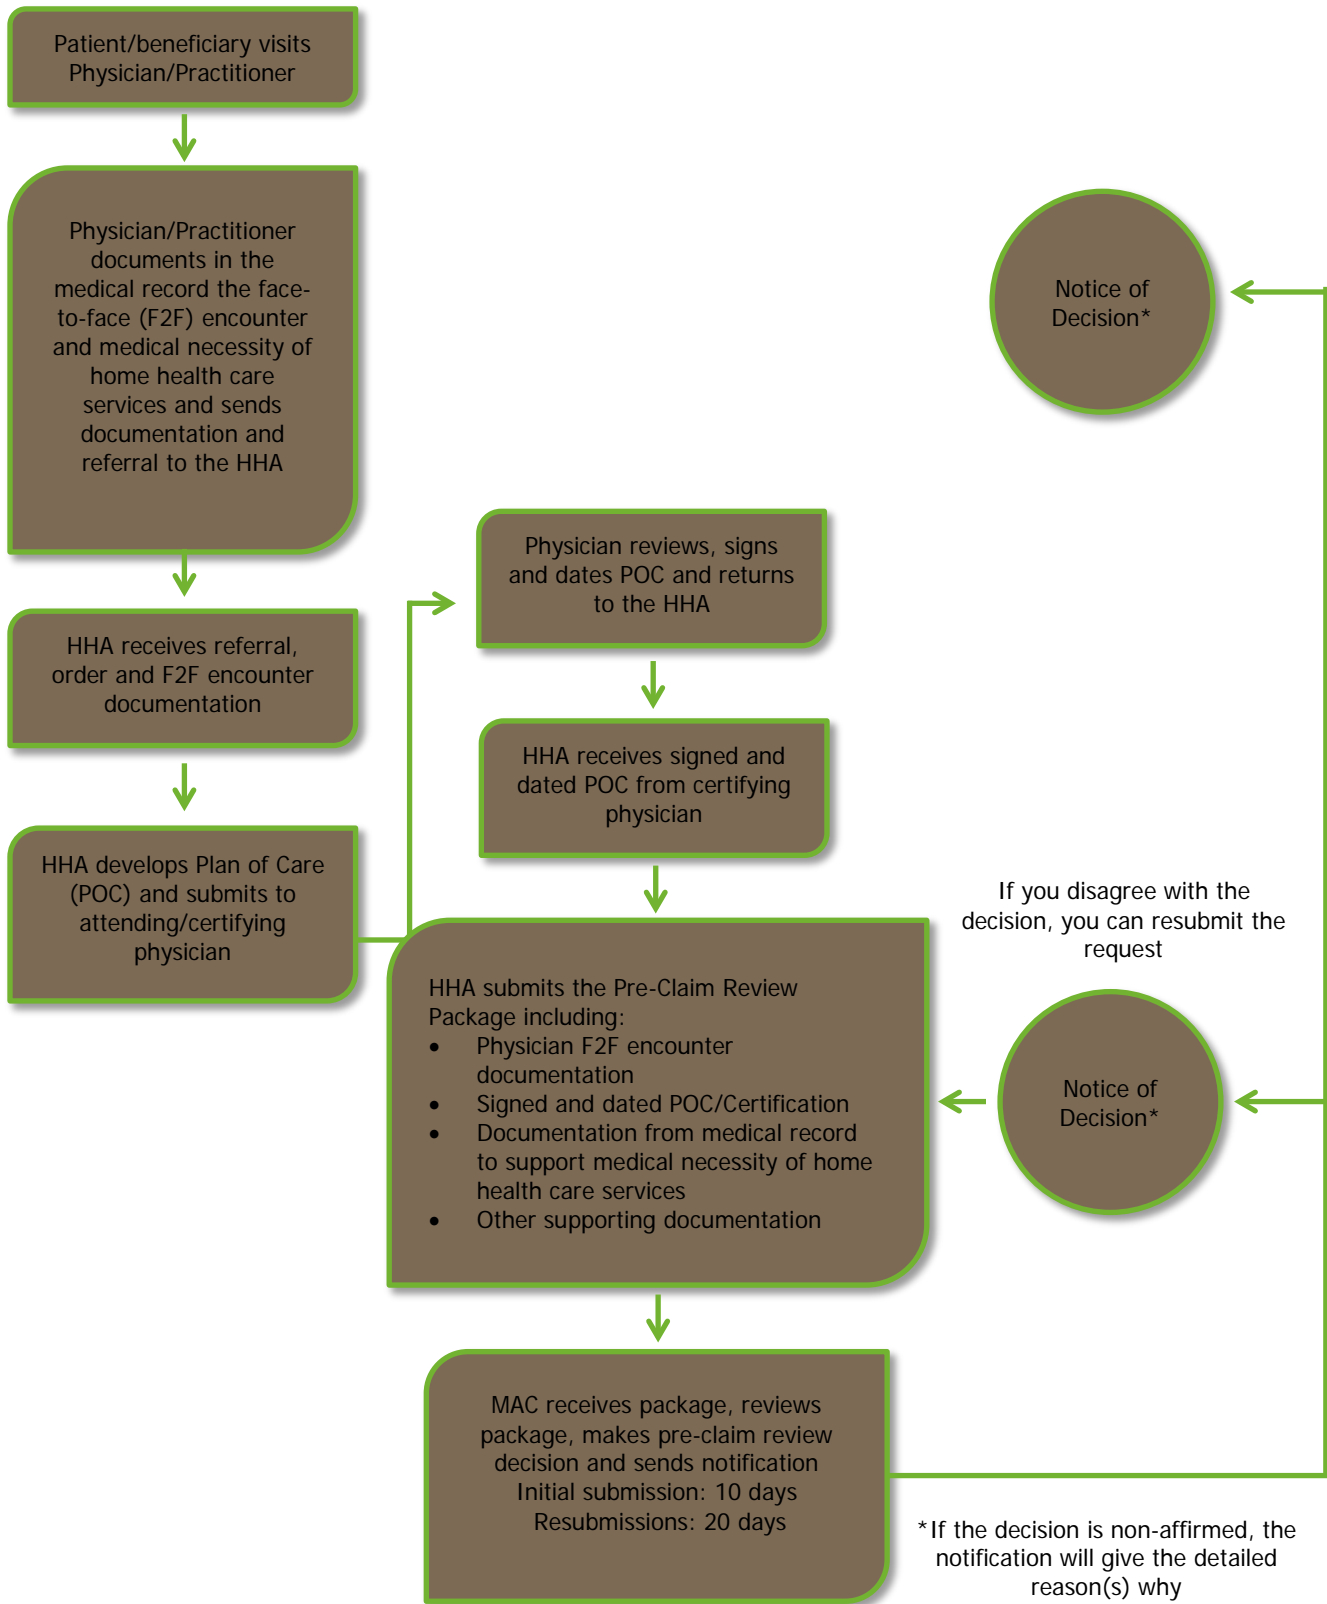 Patient/beneficiary visits
Physician/Practitioner
Physician/Practitioner
documents in the
medical record the face-
to-face (F2F) encounter
and medical necessity of
home health care
services and sends
documentation and
referral to the HHA
HHA receives referral,
order and F2F encounter
documentation
HHA develops Plan of Care
(POC) and submits to
attending/certifying
physician
Physician reviews, signs
and dates POC and returns
to the HHA
HHA receives signed and
dated POC from certifying
physician
HHA submits the Pre-Claim Review
Package including:
• Physician F2F encounter
documentation
• Signed and dated POC/Certification
• Documentation from medical record
to support medical necessity of home
health care services
• Other supporting documentation
MAC receives package, reviews
package, makes pre-claim review
decision and sends notification
Initial submission: 10 days
Resubmissions: 20 days
Notice of
Decision*
If you disagree with the
decision, you can resubmit the
request
Notice of
Decision*
*If the decision is non-affirmed, the
notification will give the detailed
reason(s) why